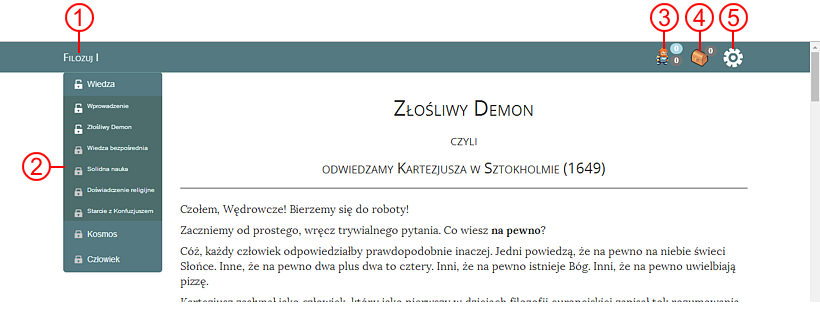 1
3
4
5
Filozuj I
0
0
0
Wiedza
Wprowadzenie
Złośliwy Demon
Wiedza bezpośrednia
2
Solidna nauka
Doświadczenie religijne
Starcie z Konfuzjuszem
Kosmos
Człowiek
Złośliwy Demon
czyli
odwiedzamy Kartezjusza w Sztokholmie (1649)
Czołem, Wędrowcze! Bierzemy się do roboty!
Zaczniemy od prostego, wręcz trywialnego pytania. Co wiesz na pewno?
Cóż, każdy człowiek odpowiedziałby prawdopodobnie inaczej. Jedni powiedzą, że na pewno na niebie świeci
Słońce. Inne, że na pewno dwa plus dwa to cztery. Inni, że na pewno istnieje Bóg. Inni, że na pewno uwielbiają
pizzę.